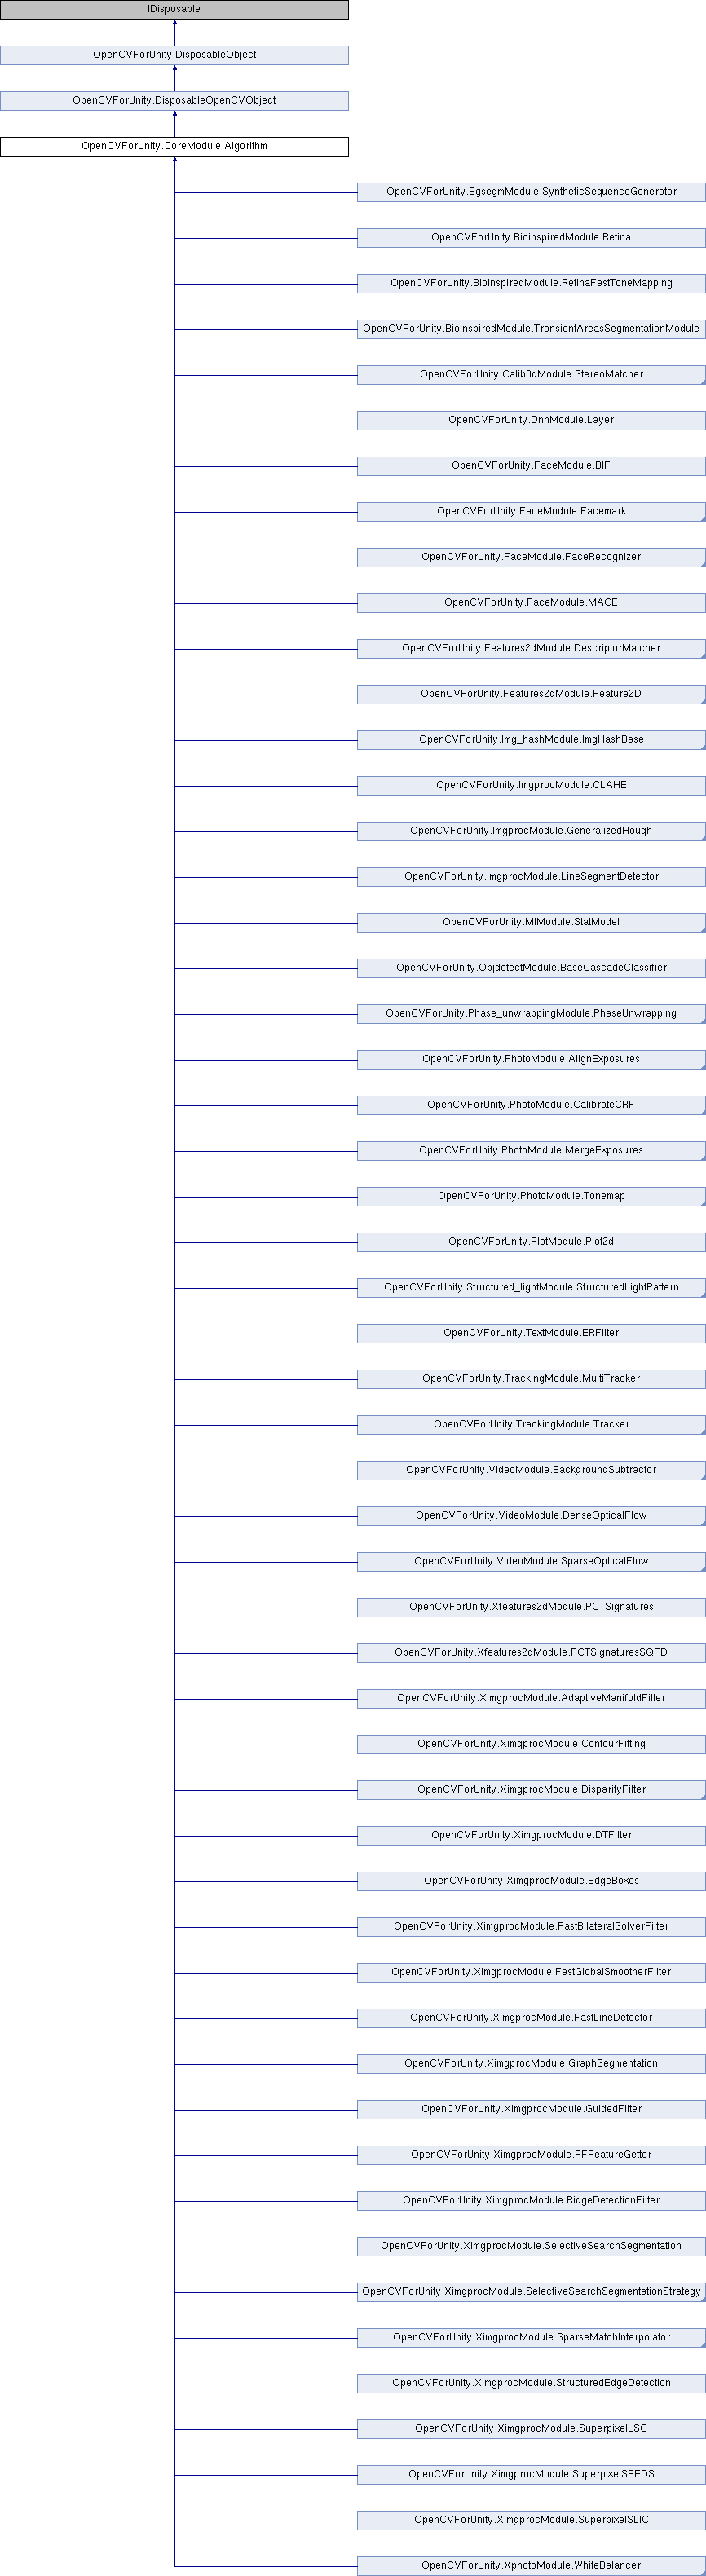 IDisposable
OpenCVForUnity.DisposableObject
OpenCVForUnity.DisposableOpenCVObject
OpenCVForUnity.CoreModule.Algorithm
OpenCVForUnity.BgsegmModule.SyntheticSequenceGenerator
OpenCVForUnity.BioinspiredModule.Retina
OpenCVForUnity.BioinspiredModule.RetinaFastToneMapping
OpenCVForUnity.BioinspiredModule.TransientAreasSegmentationModule
OpenCVForUnity.Calib3dModule.StereoMatcher
OpenCVForUnity.DnnModule.Layer
OpenCVForUnity.FaceModule.BIF
OpenCVForUnity.FaceModule.Facemark
OpenCVForUnity.FaceModule.FaceRecognizer
OpenCVForUnity.FaceModule.MACE
OpenCVForUnity.Features2dModule.DescriptorMatcher
OpenCVForUnity.Features2dModule.Feature2D
OpenCVForUnity.Img_hashModule.ImgHashBase
OpenCVForUnity.ImgprocModule.CLAHE
OpenCVForUnity.ImgprocModule.GeneralizedHough
OpenCVForUnity.ImgprocModule.LineSegmentDetector
OpenCVForUnity.MlModule.StatModel
OpenCVForUnity.ObjdetectModule.BaseCascadeClassifier
OpenCVForUnity.Phase_unwrappingModule.PhaseUnwrapping
OpenCVForUnity.PhotoModule.AlignExposures
OpenCVForUnity.PhotoModule.CalibrateCRF
OpenCVForUnity.PhotoModule.MergeExposures
OpenCVForUnity.PhotoModule.Tonemap
OpenCVForUnity.PlotModule.Plot2d
OpenCVForUnity.Structured_lightModule.StructuredLightPattern
OpenCVForUnity.TextModule.ERFilter
OpenCVForUnity.TrackingModule.MultiTracker
OpenCVForUnity.TrackingModule.Tracker
OpenCVForUnity.VideoModule.BackgroundSubtractor
OpenCVForUnity.VideoModule.DenseOpticalFlow
OpenCVForUnity.VideoModule.SparseOpticalFlow
OpenCVForUnity.Xfeatures2dModule.PCTSignatures
OpenCVForUnity.Xfeatures2dModule.PCTSignaturesSQFD
OpenCVForUnity.XimgprocModule.AdaptiveManifoldFilter
OpenCVForUnity.XimgprocModule.ContourFitting
OpenCVForUnity.XimgprocModule.DisparityFilter
OpenCVForUnity.XimgprocModule.DTFilter
OpenCVForUnity.XimgprocModule.EdgeBoxes
OpenCVForUnity.XimgprocModule.FastBilateralSolverFilter
OpenCVForUnity.XimgprocModule.FastGlobalSmootherFilter
OpenCVForUnity.XimgprocModule.FastLineDetector
OpenCVForUnity.XimgprocModule.GraphSegmentation
OpenCVForUnity.XimgprocModule.GuidedFilter
OpenCVForUnity.XimgprocModule.RFFeatureGetter
OpenCVForUnity.XimgprocModule.RidgeDetectionFilter
OpenCVForUnity.XimgprocModule.SelectiveSearchSegmentation
OpenCVForUnity.XimgprocModule.SelectiveSearchSegmentationStrategy
OpenCVForUnity.XimgprocModule.SparseMatchInterpolator
OpenCVForUnity.XimgprocModule.StructuredEdgeDetection
OpenCVForUnity.XimgprocModule.SuperpixelLSC
OpenCVForUnity.XimgprocModule.SuperpixelSEEDS
OpenCVForUnity.XimgprocModule.SuperpixelSLIC
OpenCVForUnity.XphotoModule.WhiteBalancer